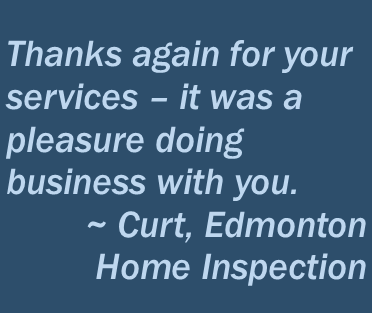 Thanks again for your
services – it was a
pleasure doing
business with you.
~ Curt, Edmonton
Home Inspection